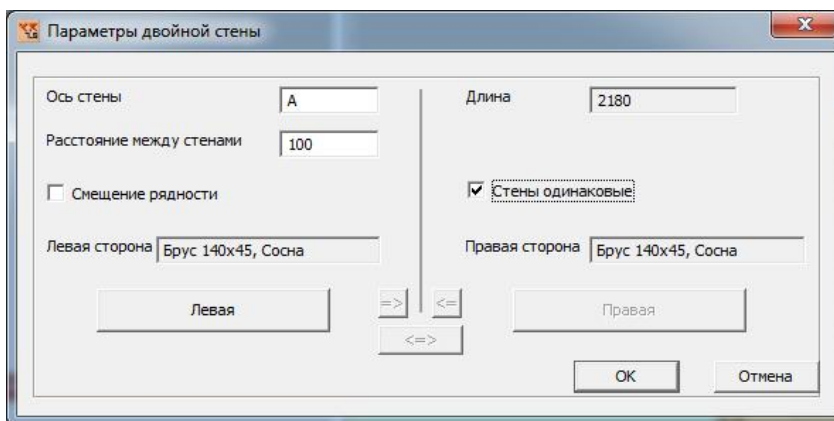 Параметры двойной стены
Ось стены A Длина 2180
Расстояние между стенами 100
Смещение рядности Стены одинаковые
Левая сторона Брус 140x45, Сосна Правая сторона Брус 140x45, Сосна
Левая => <= Правая
<=>
OK Отмена